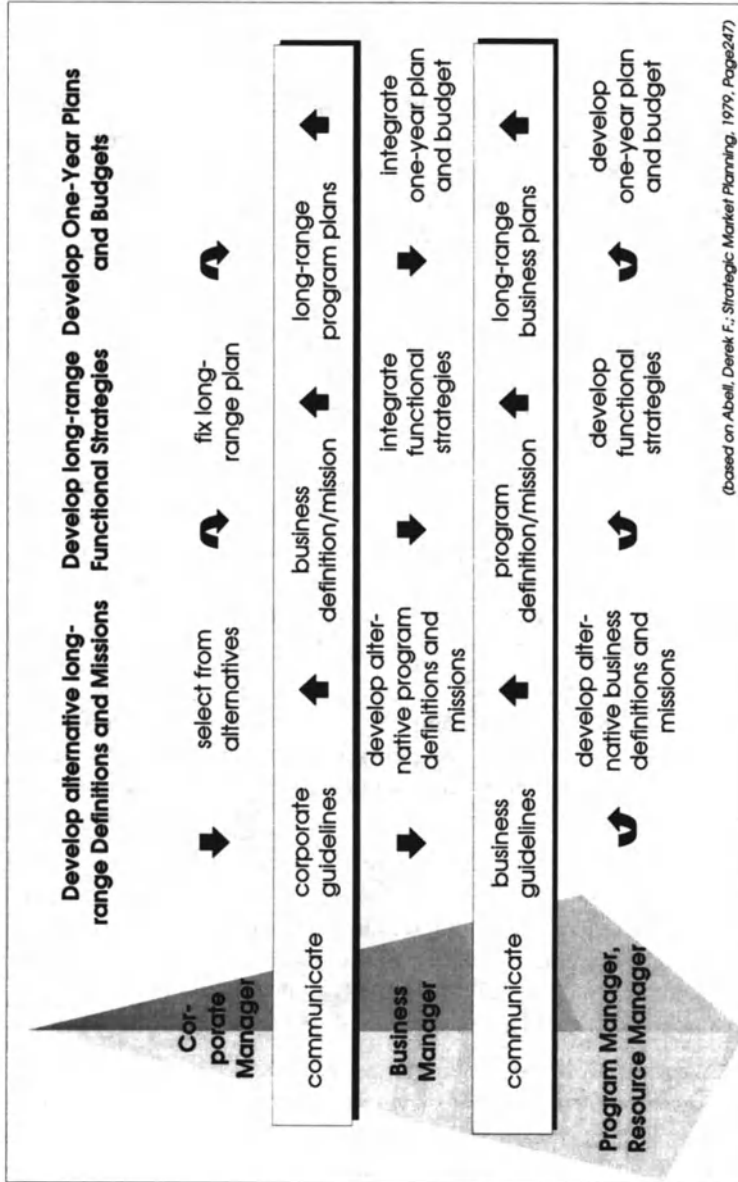 Develop alternative long-
range Definitions and Missions
Develop long-range
Functional Strategies
Develop One-Year Plans
and Budgets
Cor-
porate
Manager
select from
alternatives
fix long-
range plan
communicate
corporate
guidelines
business
definition/mission
long-range
program plans
Business
Manager
develop alter-
native program
definitions and
missions
integrate
functional
strategies
integrate
one-year plan
and budget
communicate
business
guidelines
program
definition/mission
long-range
business plans
Program Manager,
Resource Manager
develop alter-
native business
definitions and
missions
develop
functional
strategies
develop
one-year plan
and budget
(based on Abell, Derek F.; Strategic Market Planning, 1979, Page247)